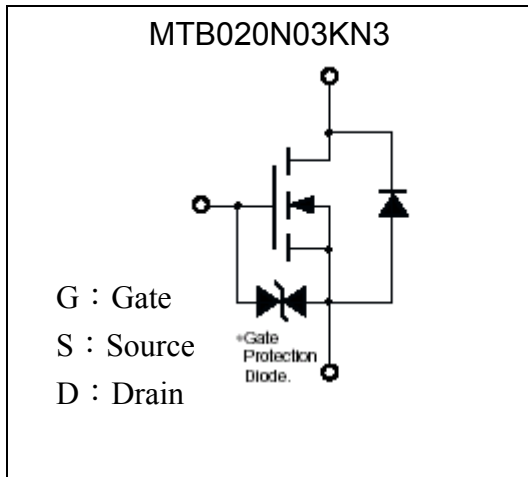 MTB020N03KN3
G：Gate
S：Source
D：Drain
*Gate
Protection
Diode.